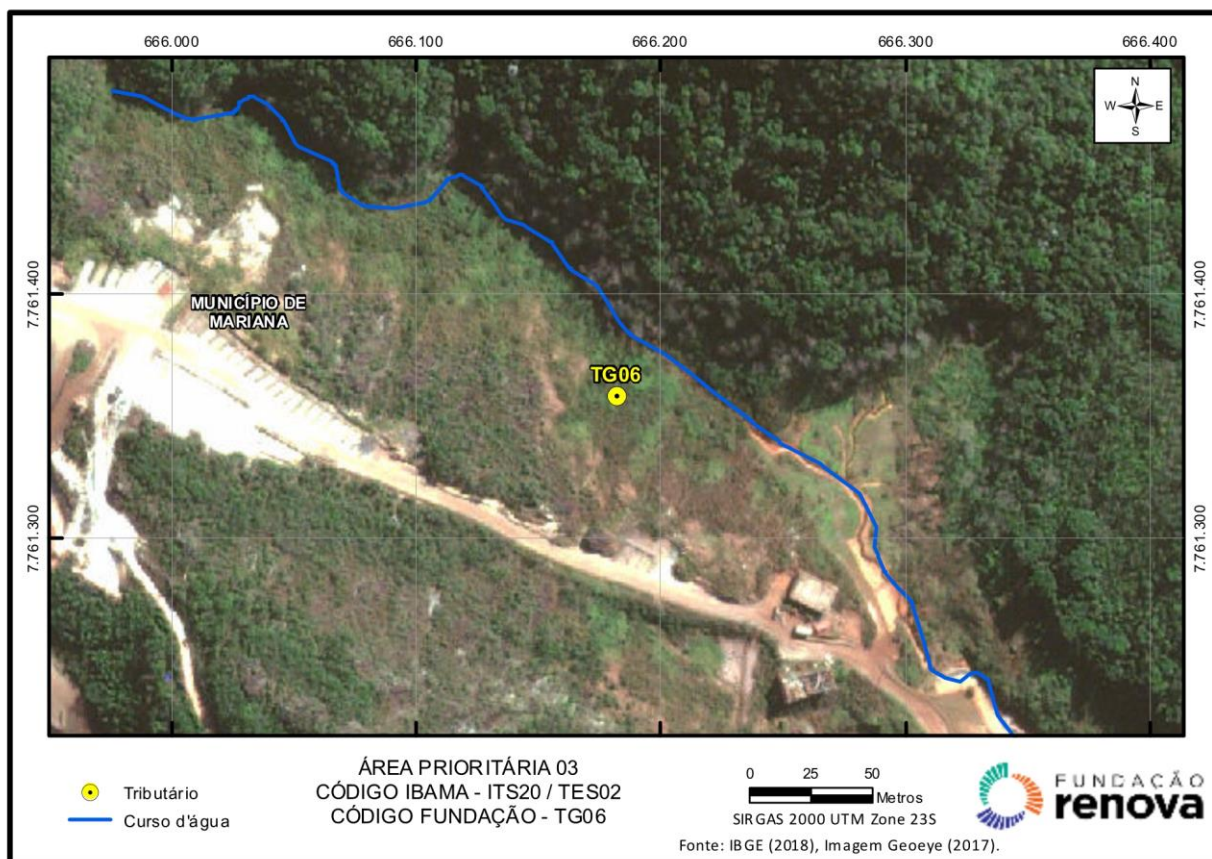 666.000 666.100 666.200 666.300 666.400
N
W E
S
7.761.400 7.761.400
MUNICÍPIO DE
MARIANA
TG06
7.761.300 7.761.300
ÁREA PRIORITÁRIA 03
CÓDIGO IBAMA - ITS20 / TES02
CÓDIGO FUNDAÇÃO - TG06
Tributário
Curso d'água
0 25 50
Metros
SIRGAS 2000 UTM Zone 23S
Fonte: IBGE (2018), Imagem Geoeye (2017).
FUNDAÇÃO
renova